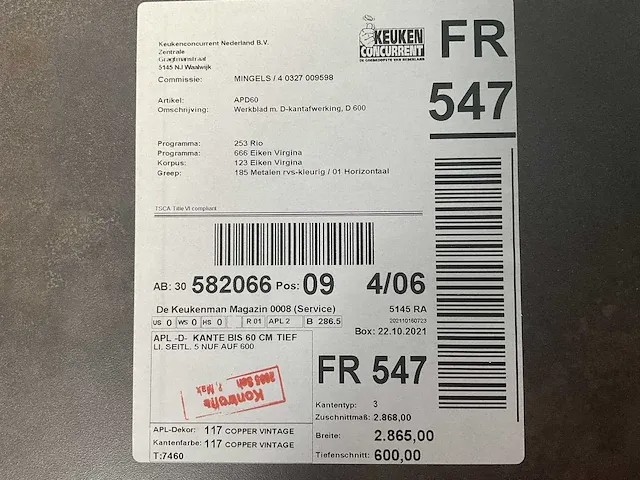 Keukenconcurrent Nederland B.V.
Zentrale
5145 NJ Waalwijk
KEUKEN
CONCURRENT
DE GOEDKOOPSTE VAN NEDERLAND
FR
547
Commissie: MINGELS / 4 0327 009598
Artikel: APD60
Omschrijving: Werkblad m. D-kantafwerking, D 600
Programma: 253 Rio
Programma: 666 Eiken Virgina
Korpus: 123 Eiken Virgina
Greep: 185 Metalen rvs-kleurig / 01 Horizontaal
TSCA Title VI compliant
AB: 30 582066 Pos: 09 4/06
De Keukenman Magazin 0008 (Service) 5145 RA
US 0 WS 0 HS 0 R 01 APL 2 B 286.5
202110160723
Box: 22.10.2021
APL -D- KANTE BIS 60 CM TIEF
LI. SEITL. 5 NUF AUF 600
FR 547
Kontrolle
Kantentyp: 3
Zuschnittmaß: 2.868,00
Breite: 2.865,00
Tiefenschnitt: 600,00
APL-Dekor: 117 COPPER VINTAGE
Kantenfarbe: 117 COPPER VINTAGE
T:7460